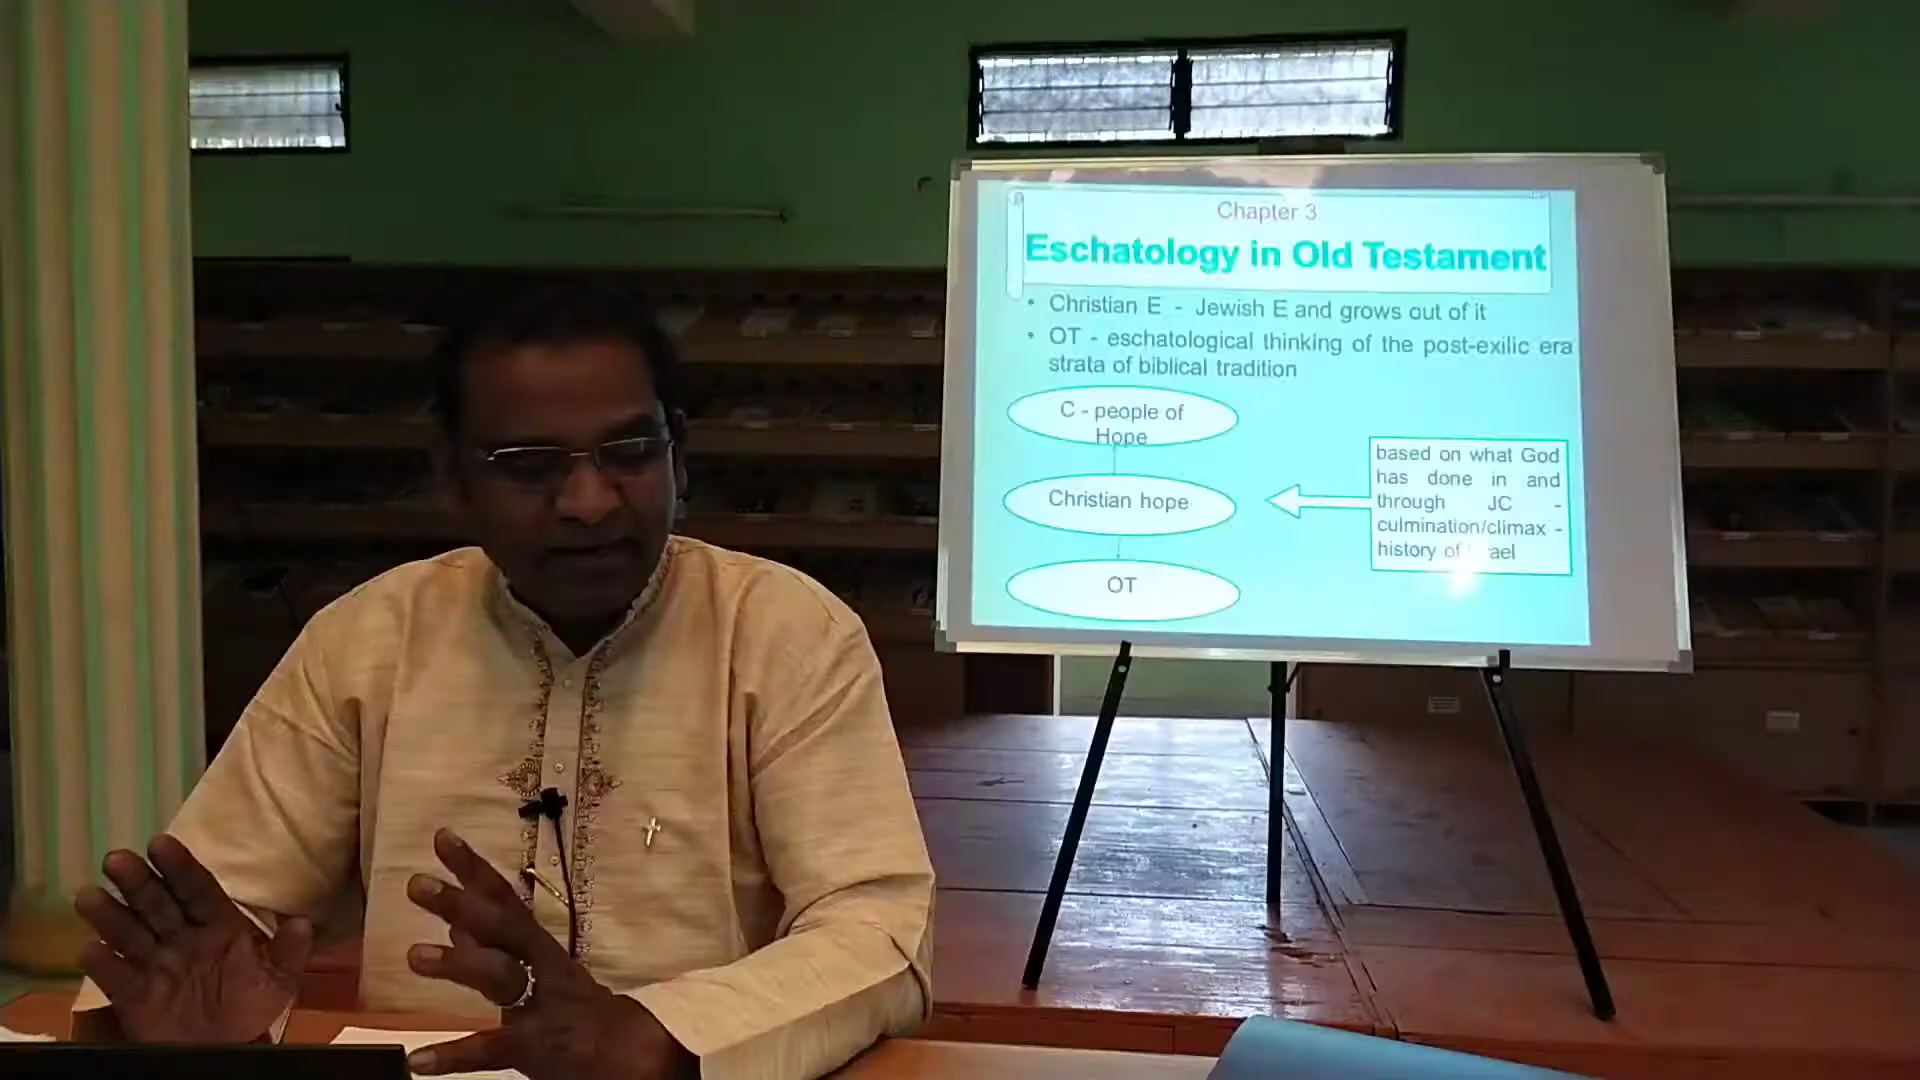 Chapter 3
Eschatology in Old Testament
• Christian E - Jewish E and grows out of it
• OT - eschatological thinking of the post-exilic era
strata of biblical tradition
C - people of
Hope
Christian hope
OT
based on what God
has done in and
through JC -
culmination/climax -
history of